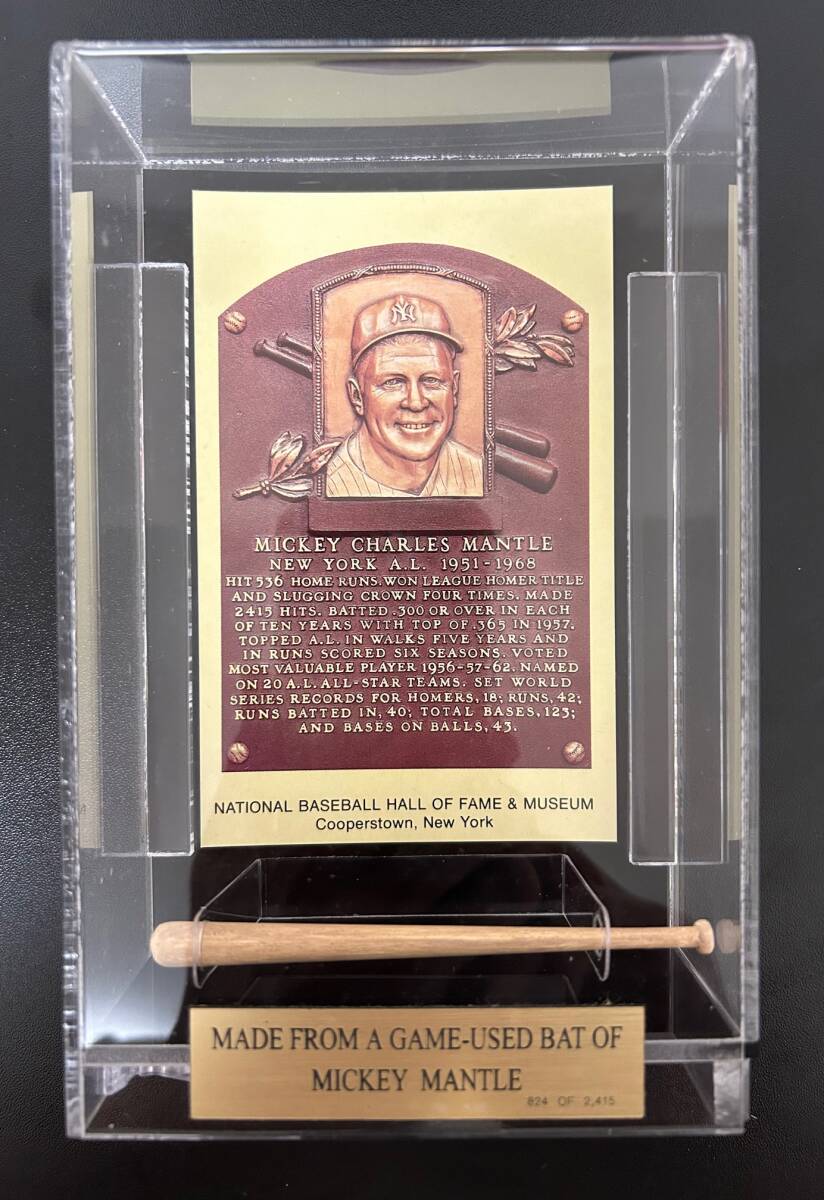 NY
MICKEY CHARLES MANTLE
NEW YORK A.L. 1951-1968
HIT 536 HOME RUNS. WON LEAGUE HOMER TITLE
AND SLUGGING CROWN FOUR TIMES. MADE
2415 HITS. BATTED .300 OR OVER IN EACH
OF TEN YEARS WITH TOP OF .365 IN 1957.
TOPPED A.L. IN WALKS FIVE YEARS AND
IN RUNS SCORED SIX SEASONS. VOTED
MOST VALUABLE PLAYER 1956-57-62. NAMED
ON 20 A.L. ALL-STAR TEAMS. SET WORLD
SERIES RECORDS FOR HOMERS, 18; RUNS, 42;
RUNS BATTED IN, 40; TOTAL BASES, 123;
AND BASES ON BALLS, 43.
NATIONAL BASEBALL HALL OF FAME & MUSEUM
Cooperstown, New York
MADE FROM A GAME-USED BAT OF
MICKEY MANTLE
824 OF 2,415